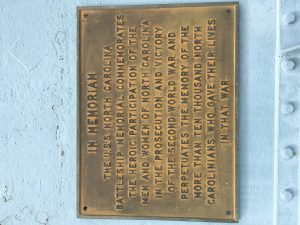 IN MEMORIAM
THE U.S.S. NORTH CAROLINA
BATTLESHIP MEMORIAL COMMEMORATES
THE HEROIC PARTICIPATION OF THE
MEN AND WOMEN OF NORTH CAROLINA
IN THE PROSECUTION AND VICTORY
OF THE SECOND WORLD WAR AND
PERPETUATES THE MEMORY OF THE
MORE THAN TEN THOUSAND NORTH
CAROLINIANS WHO GAVE THEIR LIVES
IN THAT WAR